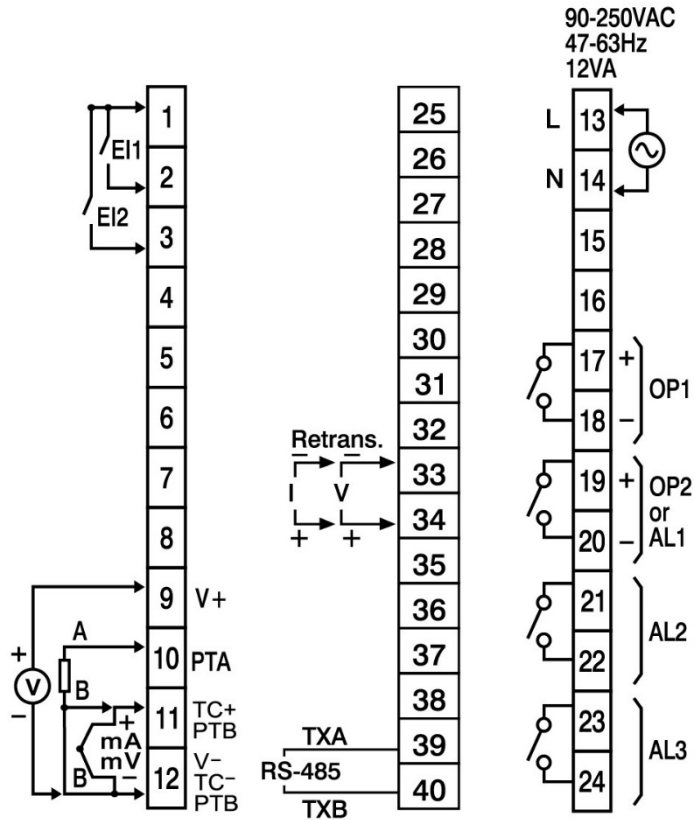 90-250VAC
47-63Hz
12VA
1
EI1
2
EI2
3
4
5
6
7
8
9 V+
+
V
−
A
10 PTA
B
11 TC+
PTB
+
mA
mV
−
B
12 V−
TC−
PTB
25
26
27
28
29
30
31
32
Retrans.
− −
33
I V
34
+ +
35
36
37
38
TXA
39
RS-485
40
TXB
L 13
N 14
15
16
17 +
OP1
18 −
19 +
OP2
or
AL1
20 −
21
AL2
22
23
AL3
24